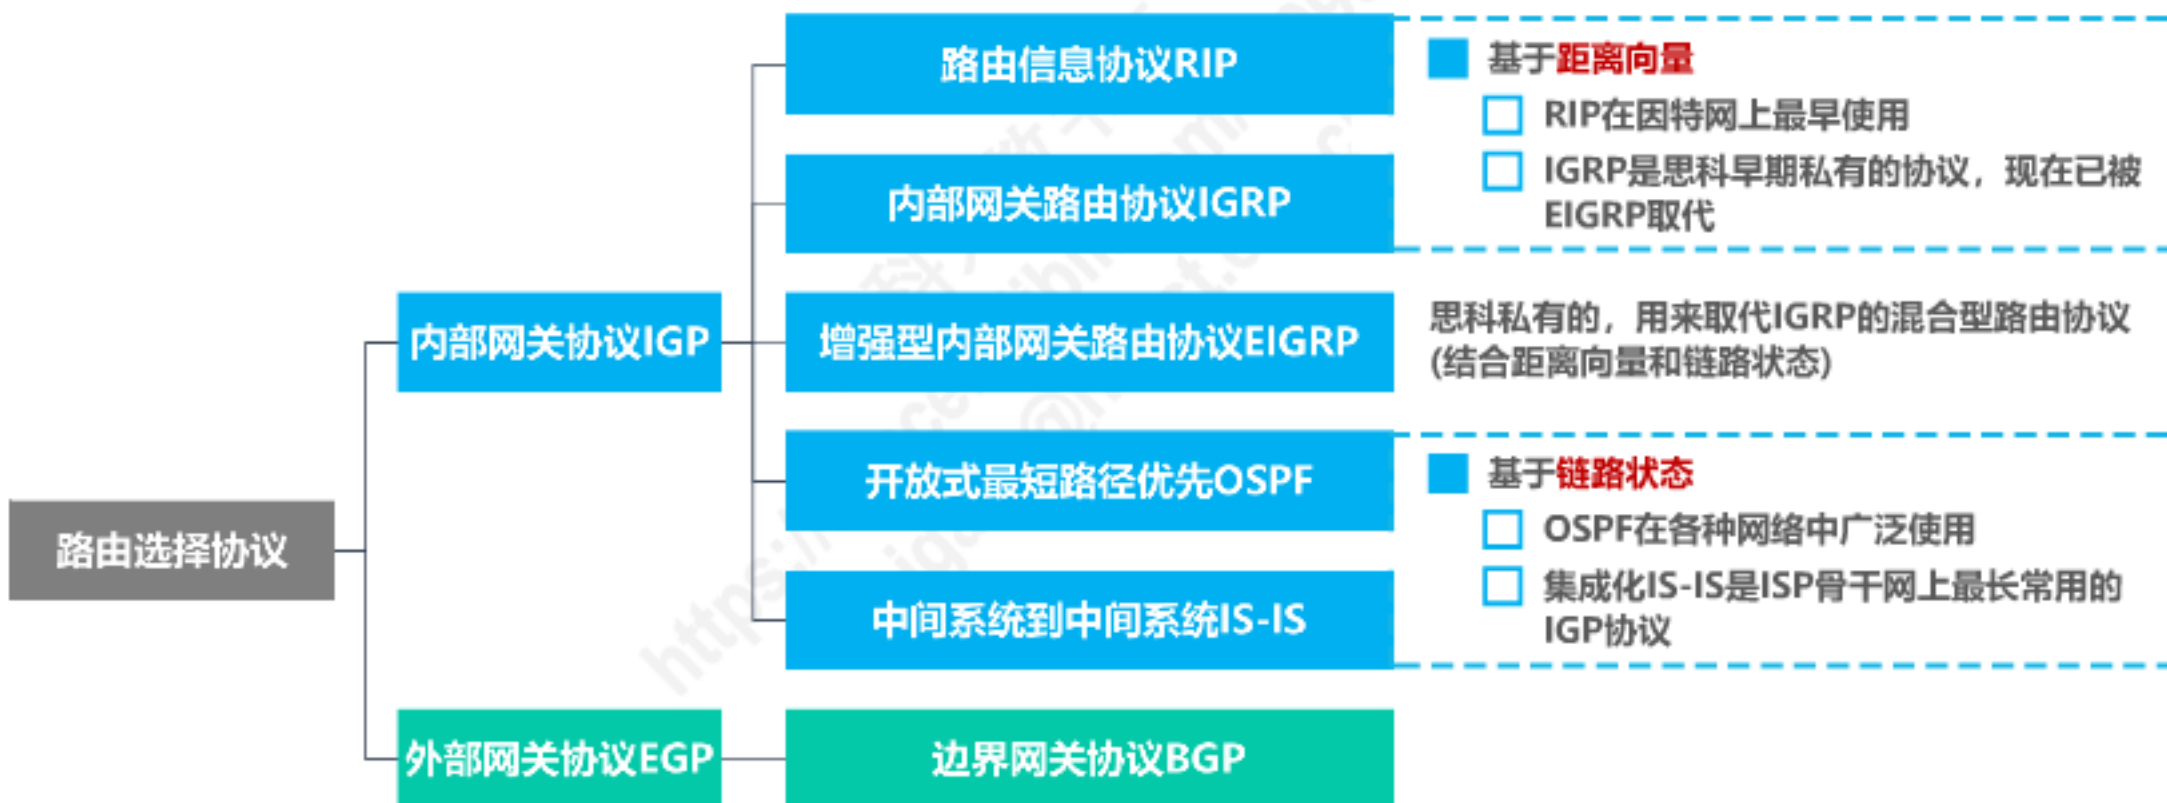 路由信息协议RIP
内部网关路由协议IGRP
基于距离向量
RIP在因特网上最早使用
IGRP是思科早期私有的协议，现在已被
EIGRP取代
内部网关协议IGP
增强型内部网关路由协议EIGRP
思科私有的，用来取代IGRP的混合型路由协议
(结合距离向量和链路状态)
开放式最短路径优先OSPF
中间系统到中间系统IS-IS
基于链路状态
OSPF在各种网络中广泛使用
集成化IS-IS是ISP骨干网上最长常用的
IGP协议
路由选择协议
外部网关协议EGP
边界网关协议BGP
https:/